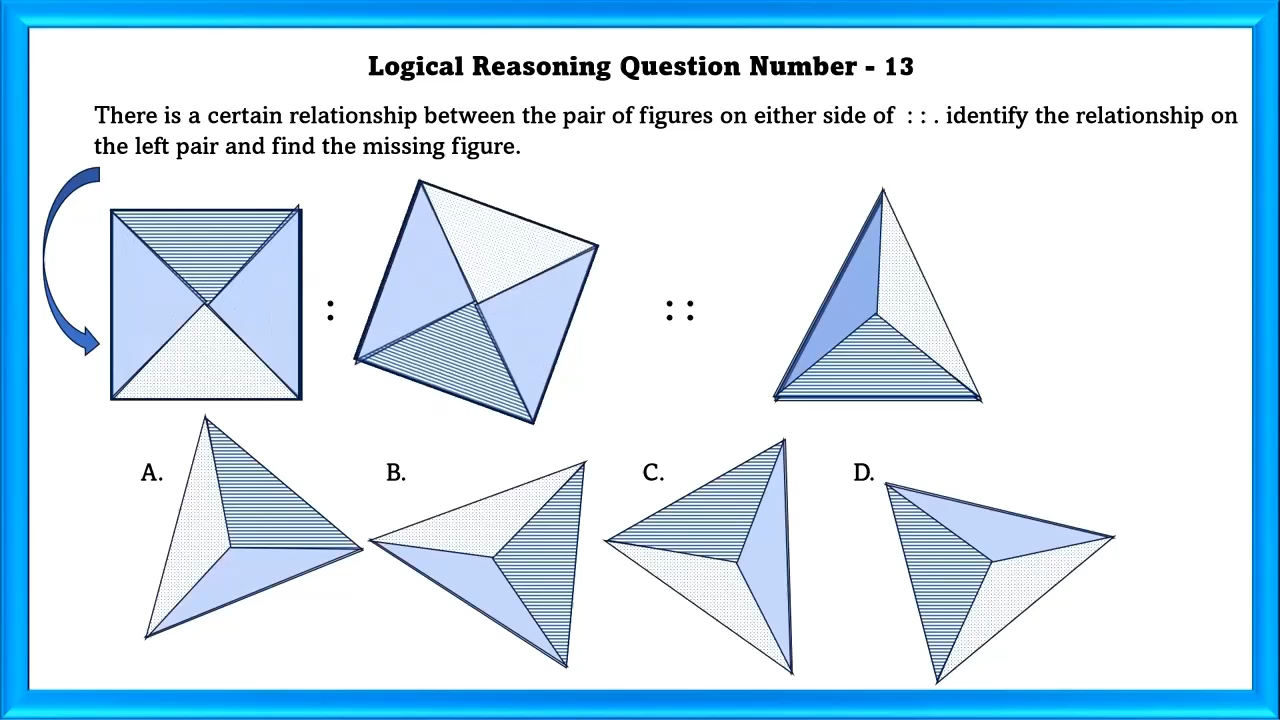 Logical Reasoning Question Number - 13
There is a certain relationship between the pair of figures on either side of : : . identify the relationship on
the left pair and find the missing figure.
: : :
A. B. C. D.